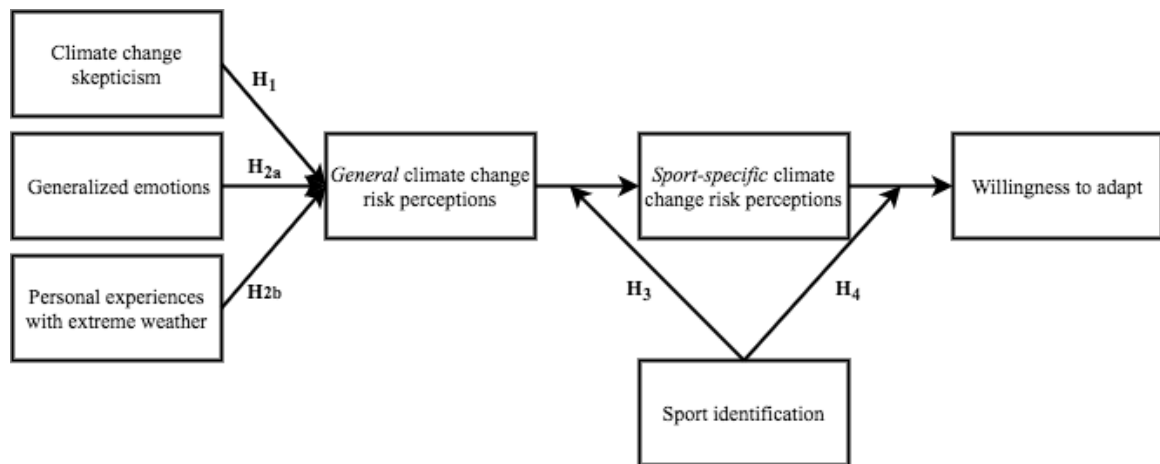 Climate change
skepticism
H1
Generalized emotions
H2a
General climate change
risk perceptions
Sport-specific climate
change risk perceptions
Willingness to adapt
Personal experiences
with extreme weather
H2b
H3
H4
Sport identification